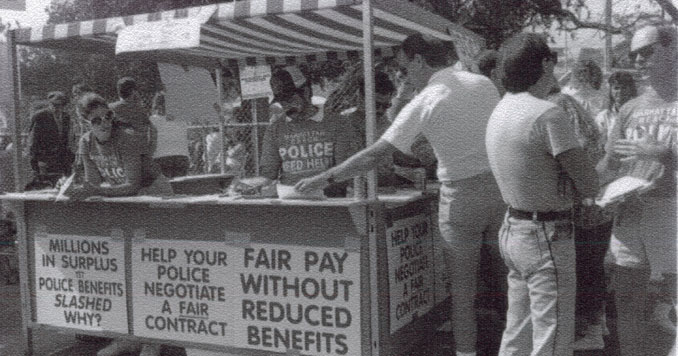 POLICE
NEED HELP
MILLIONS
IN SURPLUS
YET
POLICE BENEFITS
SLASHED
WHY?
HELP YOUR
POLICE
NEGOTIATE
A FAIR
CONTRACT
FAIR PAY
WITHOUT
REDUCED
BENEFITS
HELP YOUR
POLICE
NEGOTIATE
A FAIR
CONTRACT